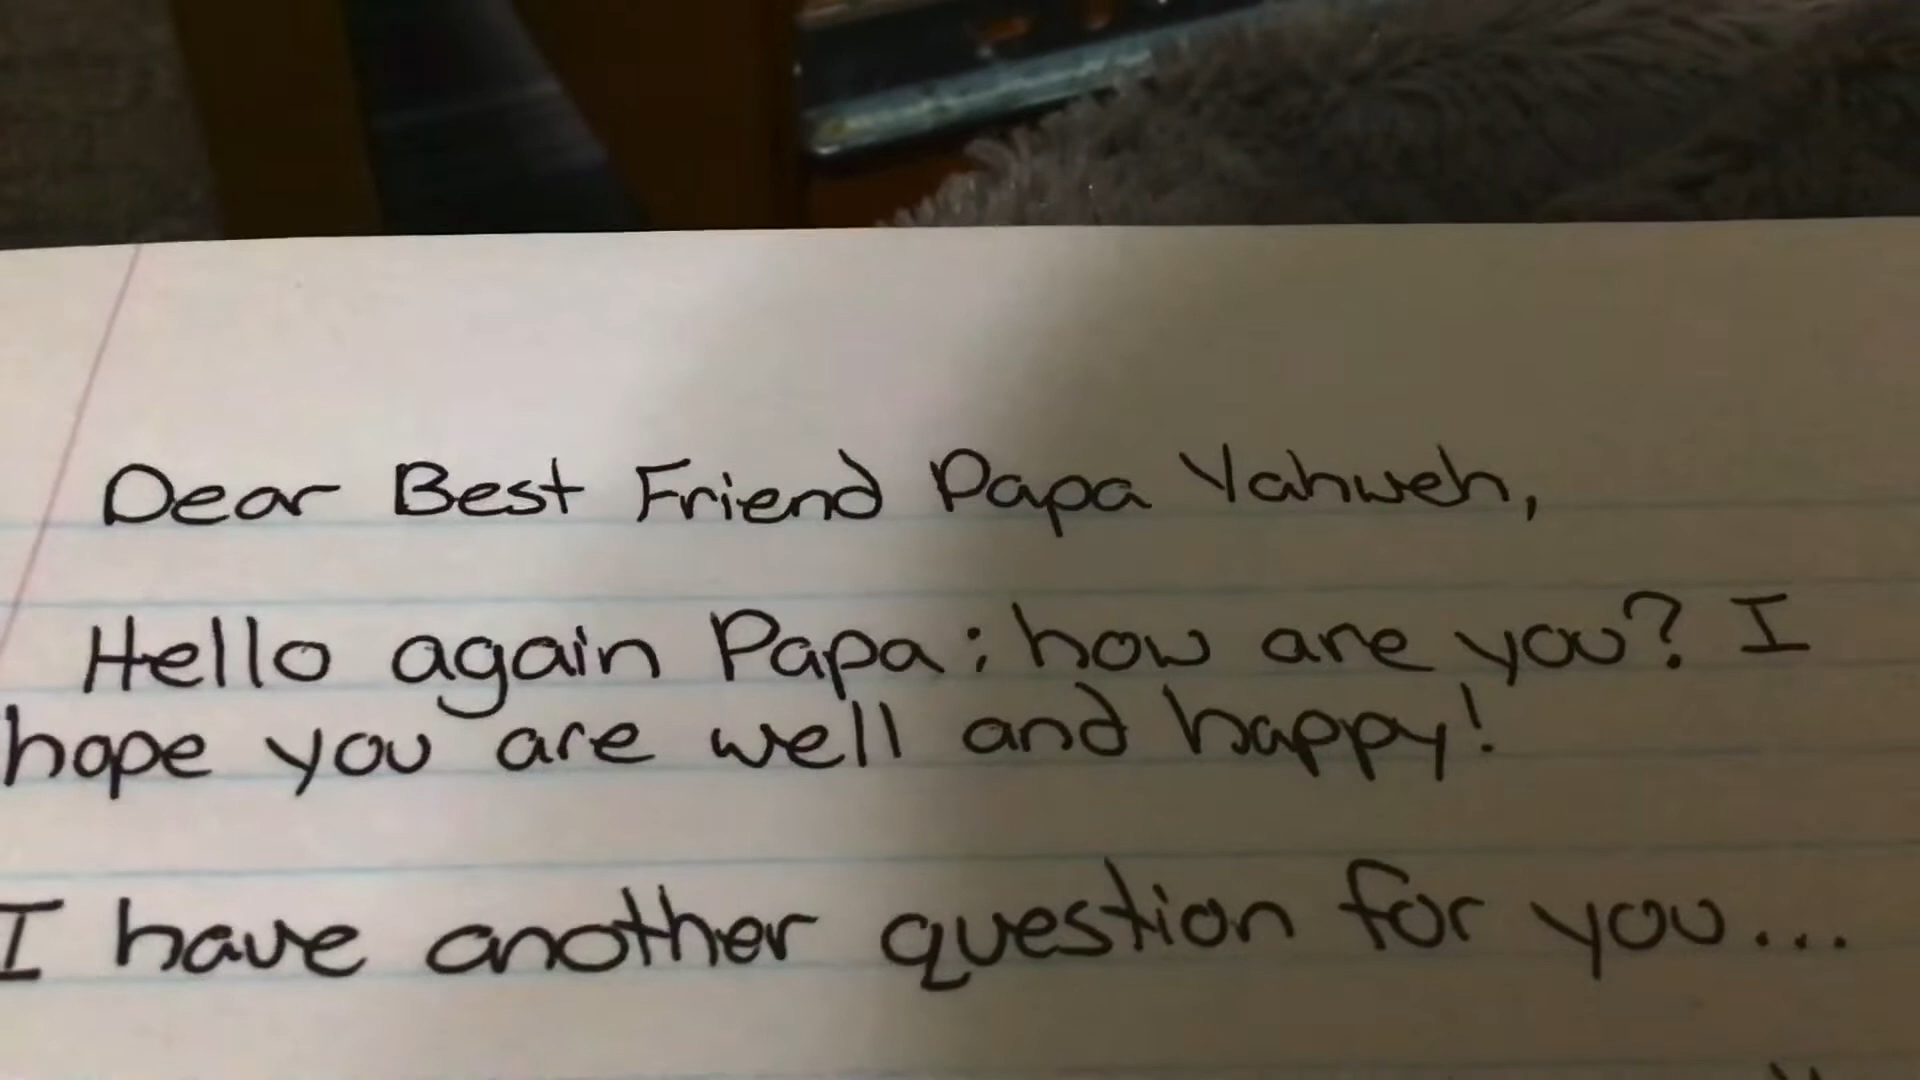 Dear Best Friend Papa Yahweh,
Hello again Papa; how are you? I
hope you are well and happy!
I have another question for you...